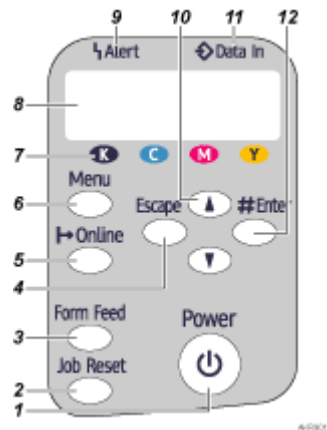 9 10 11 12
Alert Data In
8
7 K C M Y
Menu
6 Escape #Enter
Online
5
4
Form Feed Power
3
Job Reset
2
1